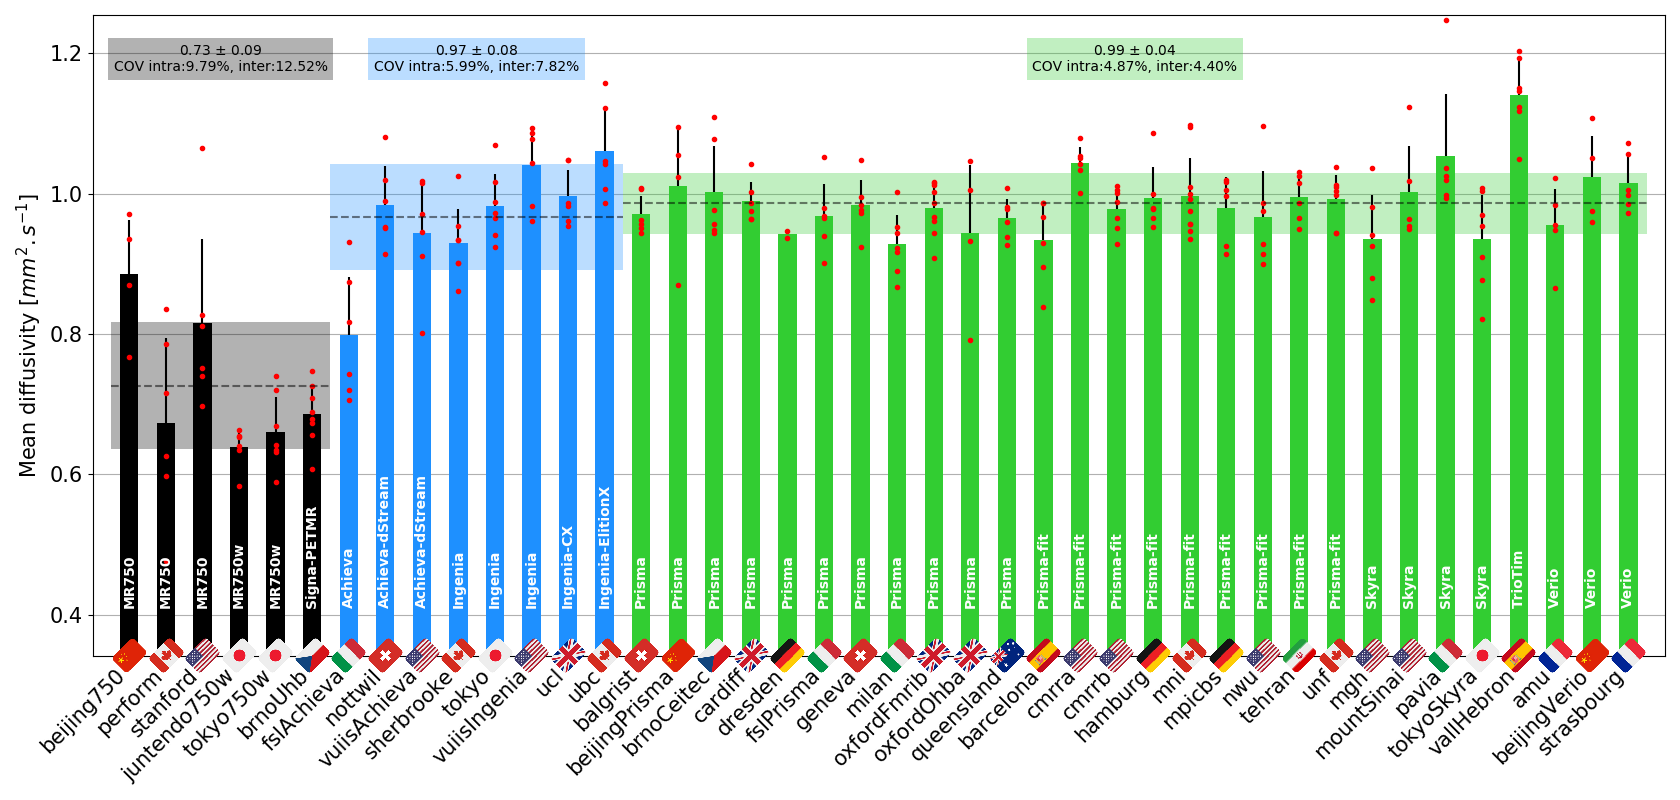 0.73 ± 0.09
COV intra:9.79%, inter:12.52%
0.97 ± 0.08
COV intra:5.99%, inter:7.82%
0.99 ± 0.04
COV intra:4.87%, inter:4.40%
Mean diffusivity [mm².s⁻¹]
1.2
1.0
0.8
0.6
0.4
MR750
MR750
MR750
MR750w
MR750w
Signa-PETMR
Achieva
Achieva-dStream
Achieva-dStream
Ingenia
Ingenia
Ingenia
Ingenia-CX
Ingenia-ElitionX
Prisma
Prisma
Prisma
Prisma
Prisma
Prisma
Prisma
Prisma
Prisma
Prisma
Prisma
Prisma-fit
Prisma-fit
Prisma-fit
Prisma-fit
Prisma-fit
Prisma-fit
Prisma-fit
Prisma-fit
Prisma-fit
Skyra
Skyra
Skyra
Skyra
TrioTim
Verio
Verio
Verio
beijing750
perform
stanford
juntendo750w
tokyo750w
brnoUhb
fslAchieva
nottwil
vuiisAchieva
sherbrooke
tokyo
vuiisIngenia
ucl
ubc
balgrist
beijingPrisma
brnoCeitec
cardiff
dresden
fslPrisma
geneva
milan
oxfordFmrib
oxfordOhba
queensland
barcelona
cmrra
cmrrb
hamburg
mni
mpicbs
nwu
tehran
unf
mgh
mountSinai
pavia
tokyoSkyra
vallHebron
amu
beijingVerio
strasbourg